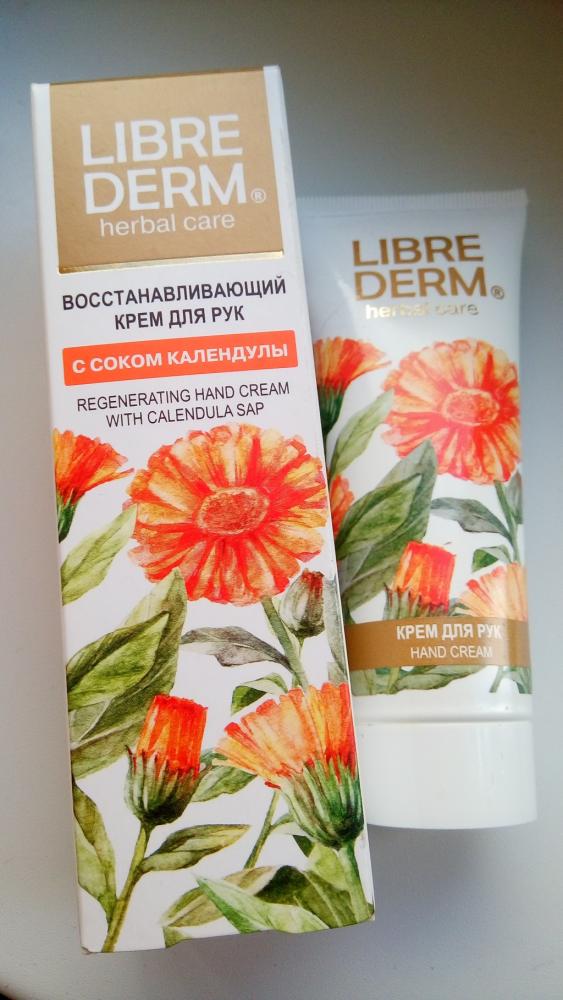 LIBRE
DERM®
herbal care
ВОССТАНАВЛИВАЮЩИЙ
КРЕМ ДЛЯ РУК
С СОКОМ КАЛЕНДУЛЫ
REGENERATING HAND CREAM
WITH CALENDULA SAP
LIBRE
DERM®
herbal care
КРЕМ ДЛЯ РУК
HAND CREAM